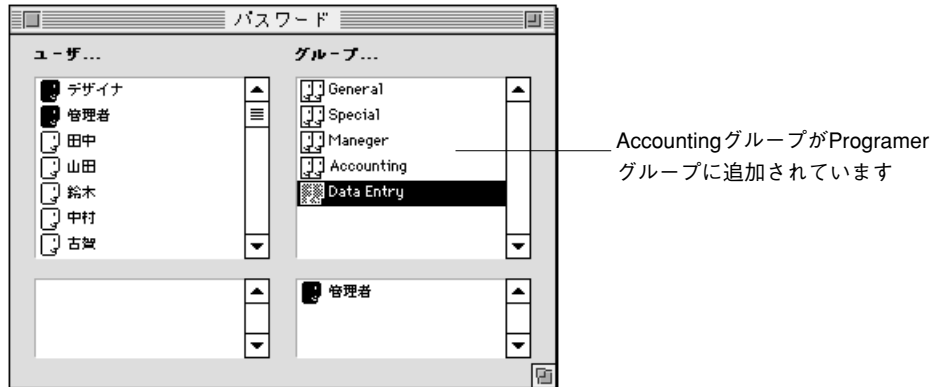 パスワード
ユーザ...
デザイナ
管理者
田中
山田
鈴木
中村
古賀
グループ...
General
Special
Maneger
Accounting
Data Entry
管理者
AccountingグループがProgramer
グループに追加されています